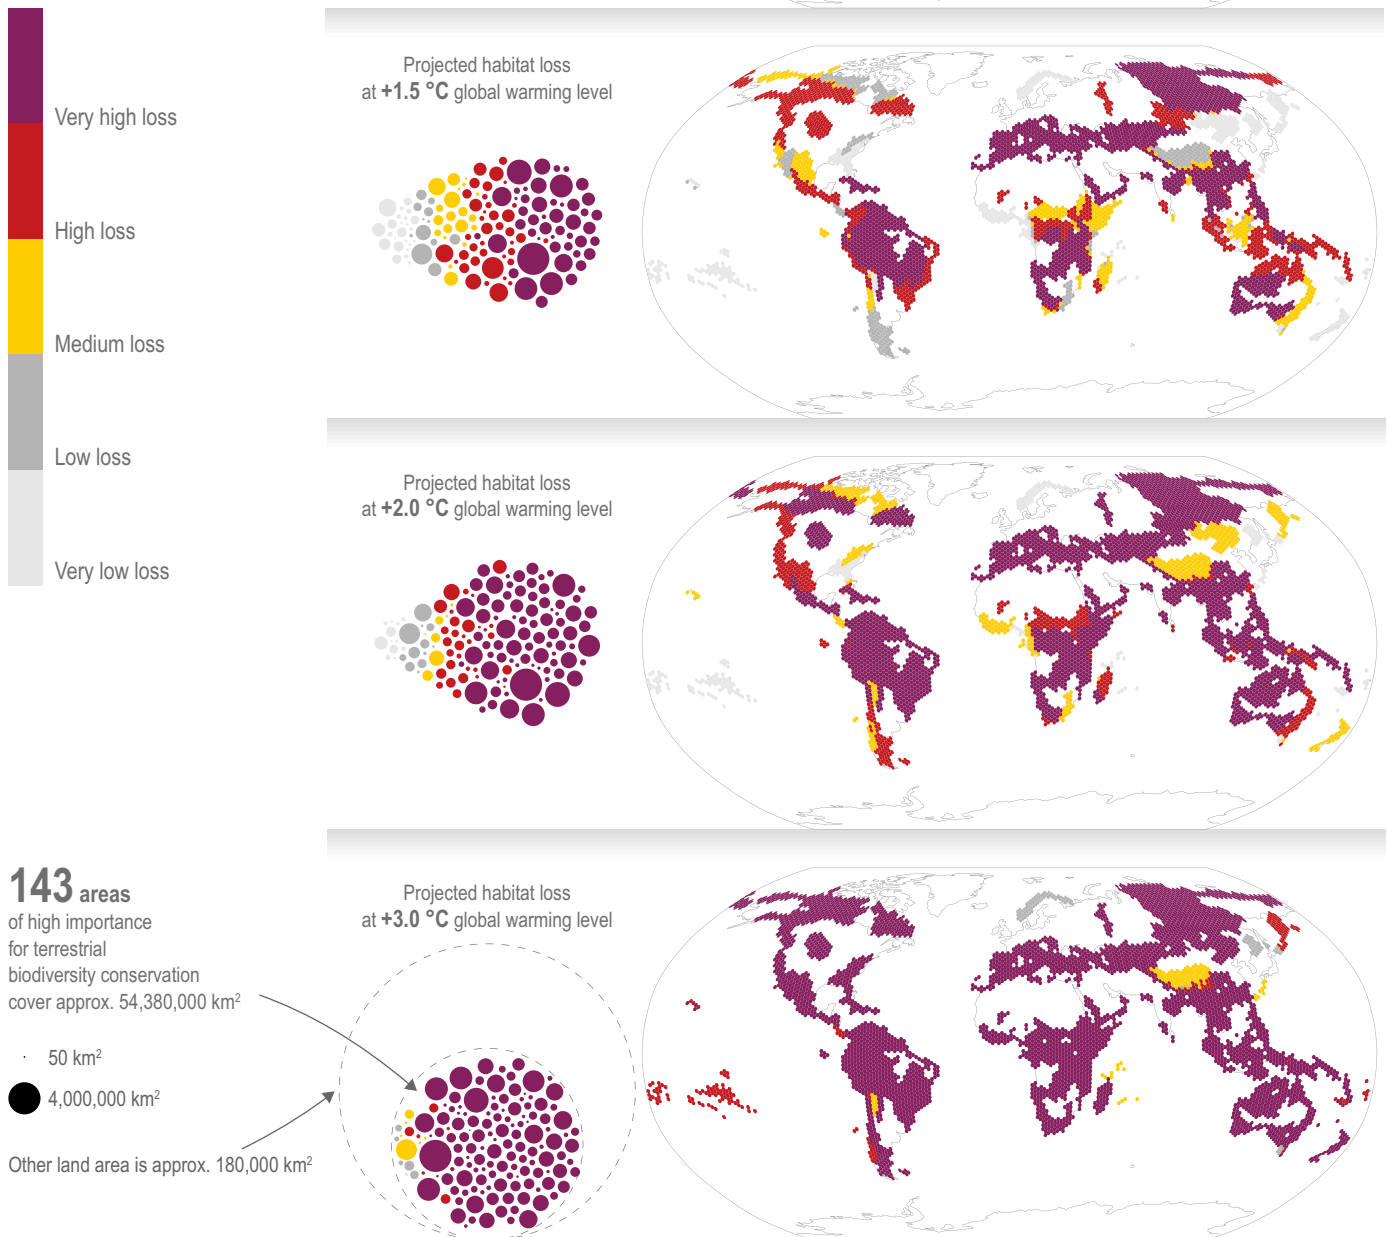 Very high loss
High loss
Medium loss
Low loss
Very low loss
Projected habitat loss
at +1.5 °C global warming level
Projected habitat loss
at +2.0 °C global warming level
Projected habitat loss
at +3.0 °C global warming level
143 areas
of high importance
for terrestrial
biodiversity conservation
cover approx. 54,380,000 km²
50 km²
4,000,000 km²
Other land area is approx. 180,000 km²